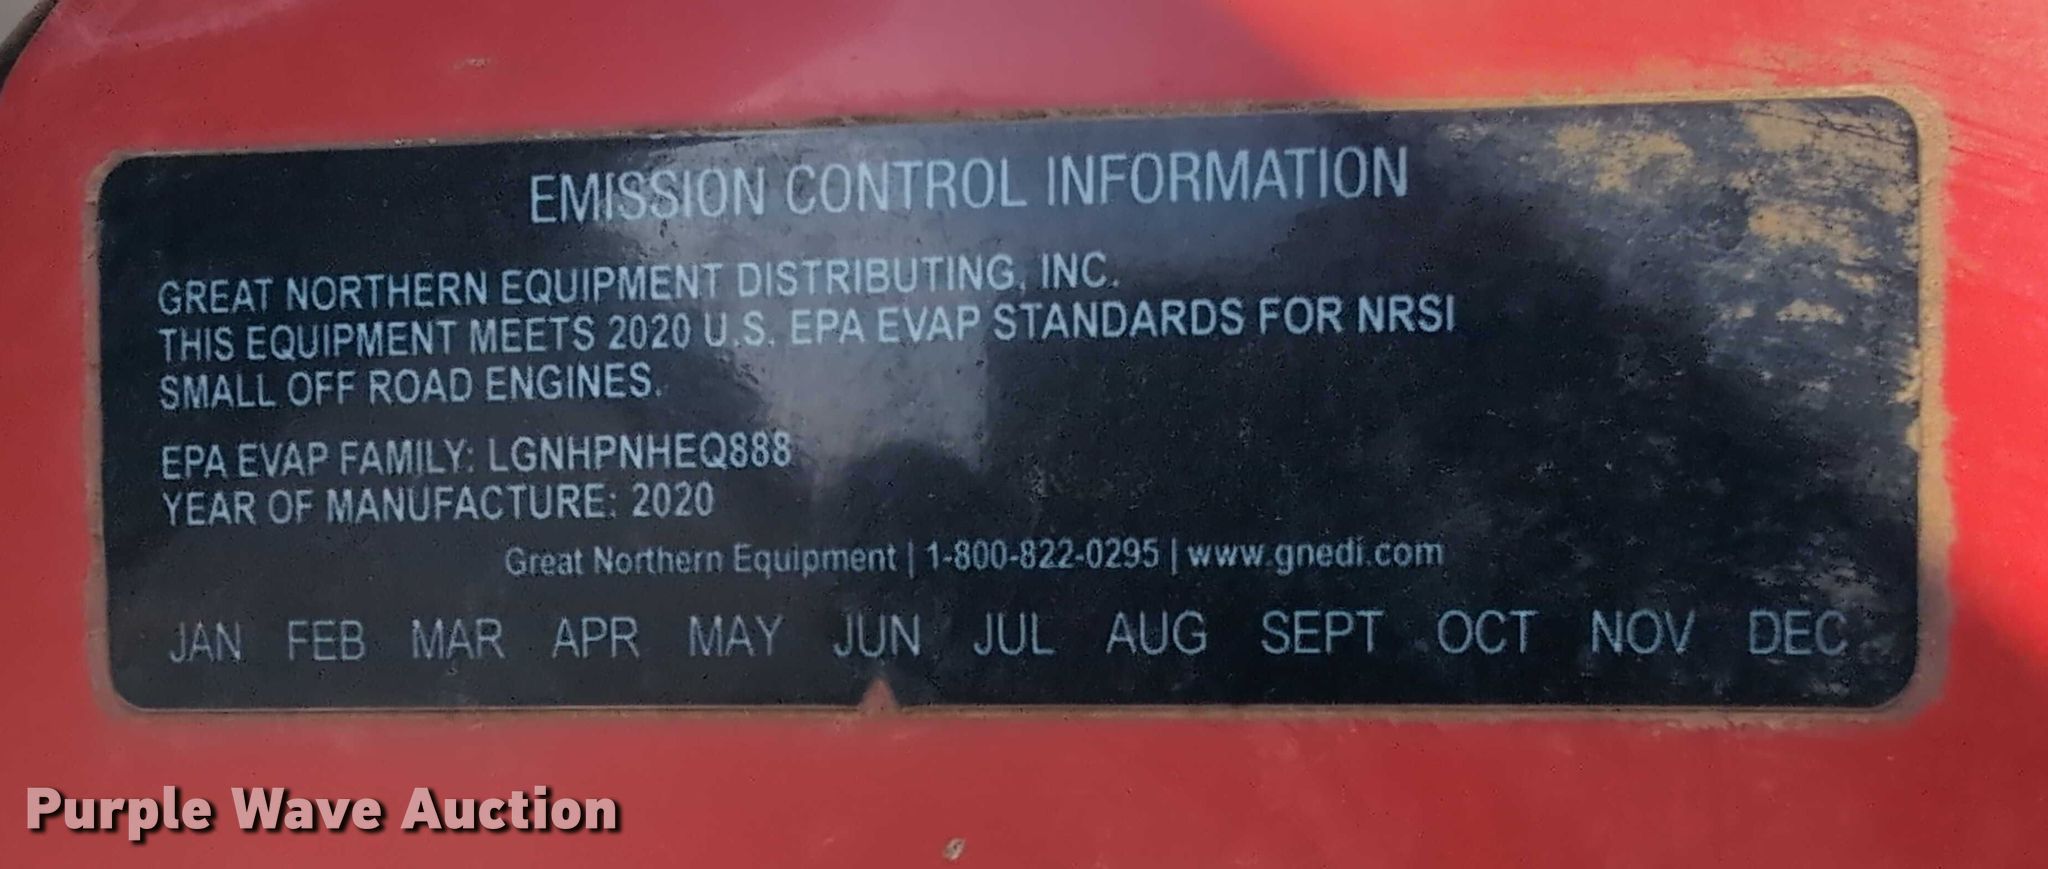 EMISSION CONTROL INFORMATION
GREAT NORTHERN EQUIPMENT DISTRIBUTING, INC.
THIS EQUIPMENT MEETS 2020 U.S. EPA EVAP STANDARDS FOR NRSI
SMALL OFF ROAD ENGINES.
EPA EVAP FAMILY: LGNHPNHEQ888
YEAR OF MANUFACTURE: 2020
Great Northern Equipment | 1-800-822-0295 | www.gnedi.com
JAN FEB MAR APR MAY JUN JUL AUG SEPT OCT NOV DEC
Purple Wave Auction